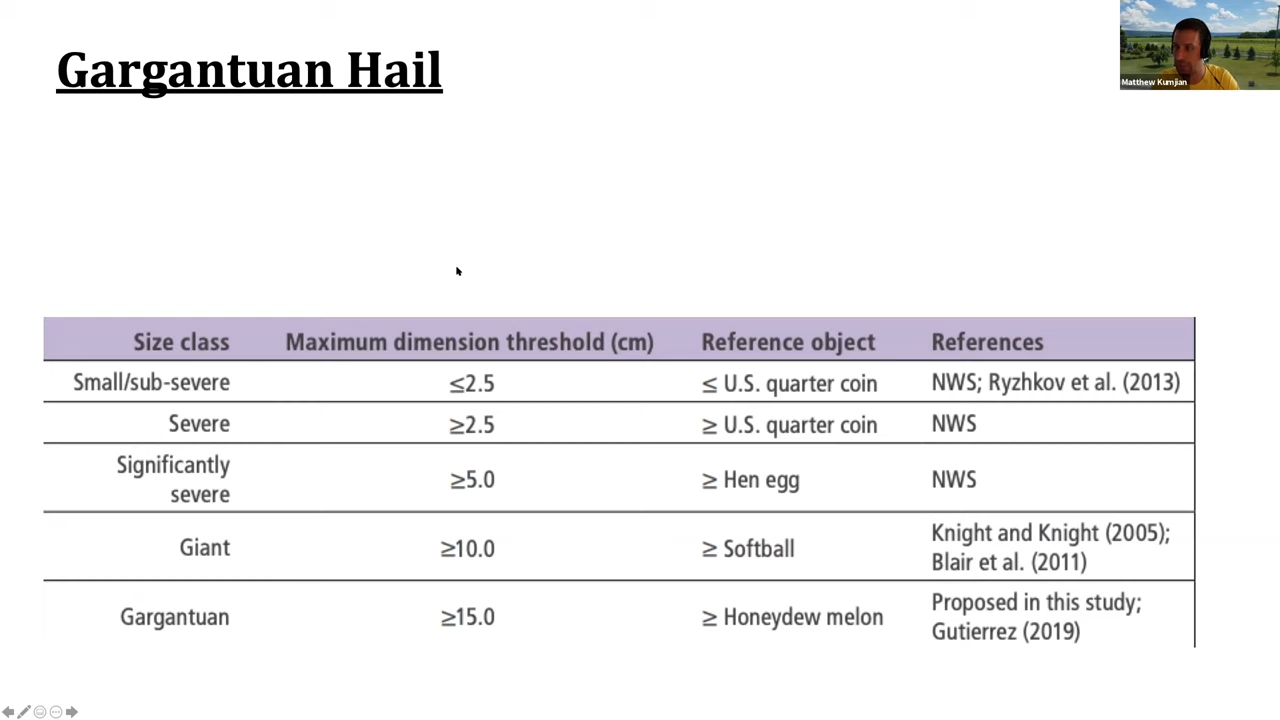 Gargantuan Hail
Matthew Kumjian
Size class Maximum dimension threshold (cm) Reference object References
Small/sub-severe ≤2.5 ≤ U.S. quarter coin NWS; Ryzhkov et al. (2013)
Severe ≥2.5 ≥ U.S. quarter coin NWS
Significantly
severe ≥5.0 ≥ Hen egg NWS
Giant ≥10.0 ≥ Softball Knight and Knight (2005);
Blair et al. (2011)
Gargantuan ≥15.0 ≥ Honeydew melon Proposed in this study;
Gutierrez (2019)